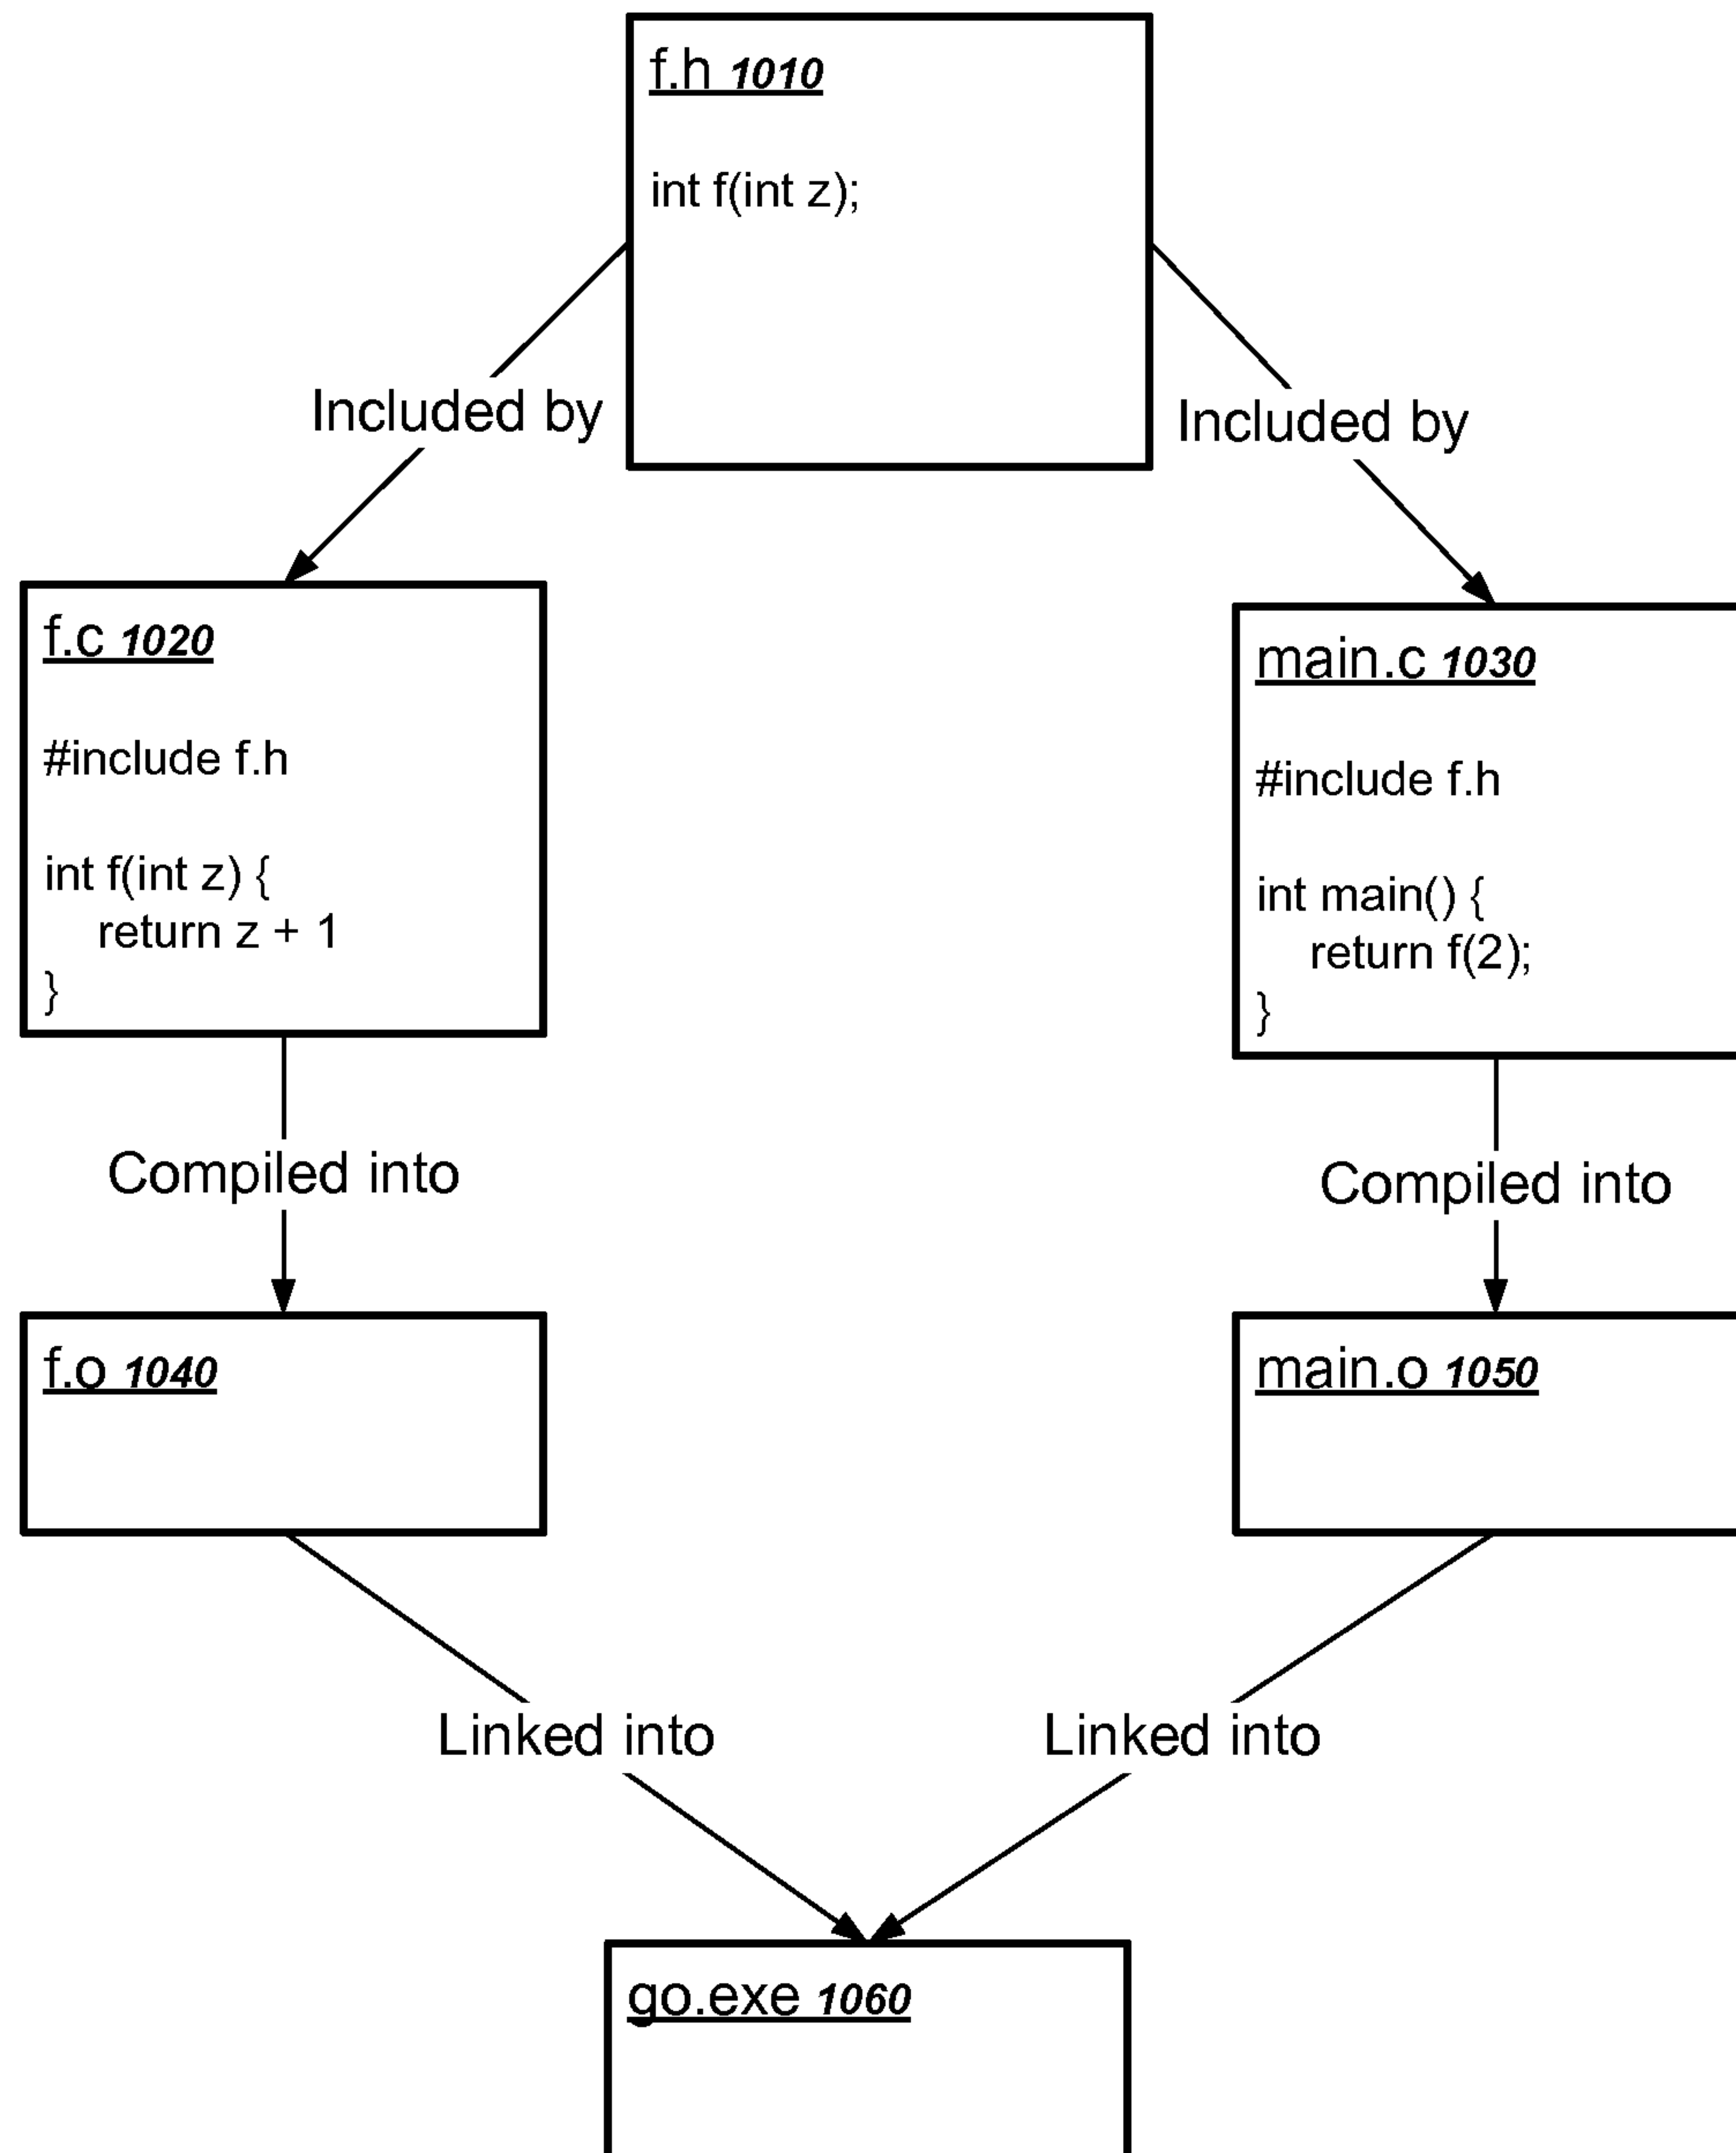 f.h 1010
int f(int z);
Included by
Included by
f.c 1020
#include f.h
int f(int z) {
return z + 1
}
main.c 1030
#include f.h
int main() {
return f(2);
}
Compiled into
Compiled into
f.o 1040
main.o 1050
Linked into
Linked into
go.exe 1060